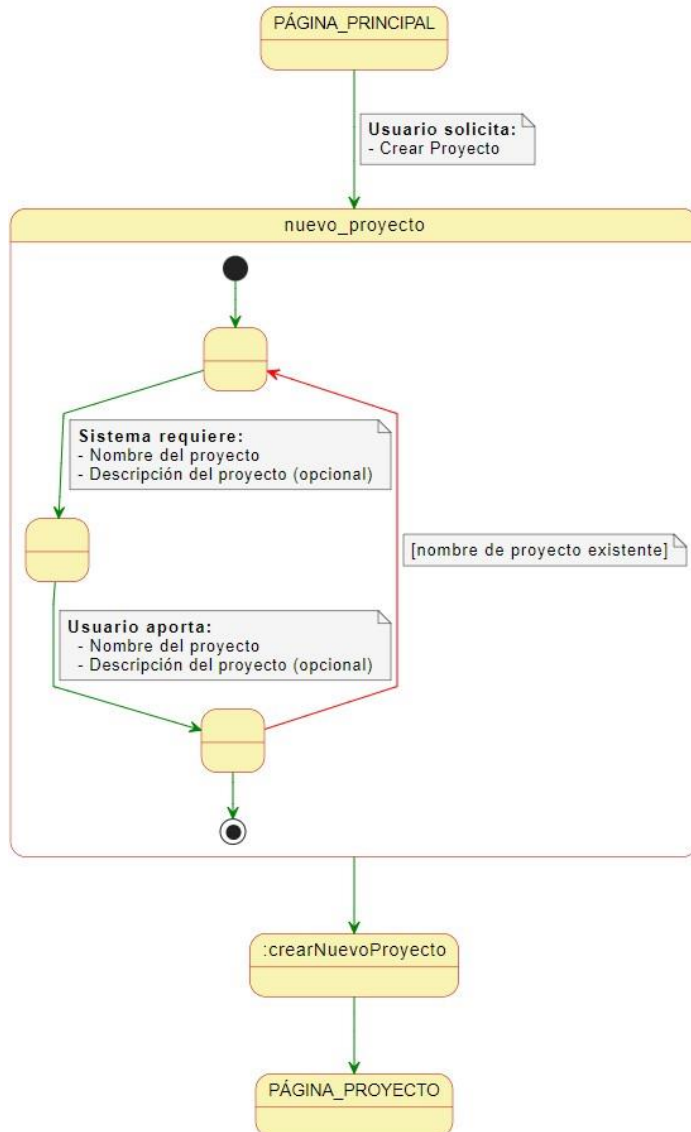 PÁGINA_PRINCIPAL
Usuario solicita:
- Crear Proyecto
nuevo_proyecto
Sistema requiere:
- Nombre del proyecto
- Descripción del proyecto (opcional)
[nombre de proyecto existente]
Usuario aporta:
- Nombre del proyecto
- Descripción del proyecto (opcional)
:crearNuevoProyecto
PÁGINA_PROYECTO